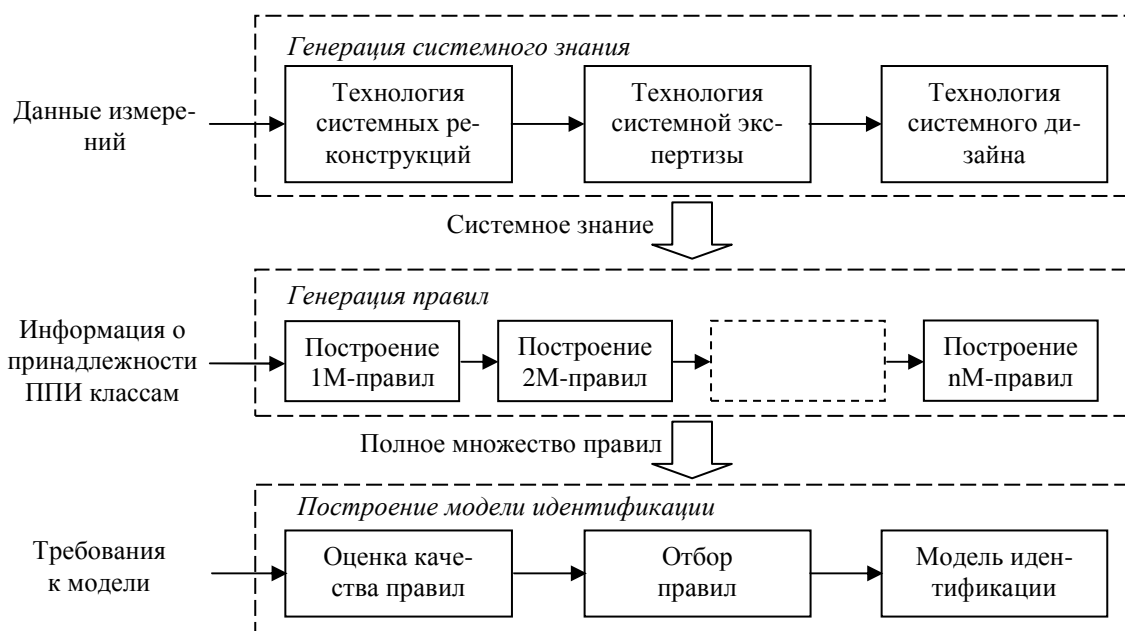 Генерация системного знания
Данные измере-
ний
Технология
системных ре-
конструкций
Технология
системной экс-
пертизы
Технология
системного ди-
зайна
Системное знание
Генерация правил
Информация о
принадлежности
ППИ классам
Построение
1М-правил
Построение
2М-правил
Построение
nМ-правил
Полное множество правил
Построение модели идентификации
Требования
к модели
Оценка каче-
ства правил
Отбор
правил
Модель иден-
тификации